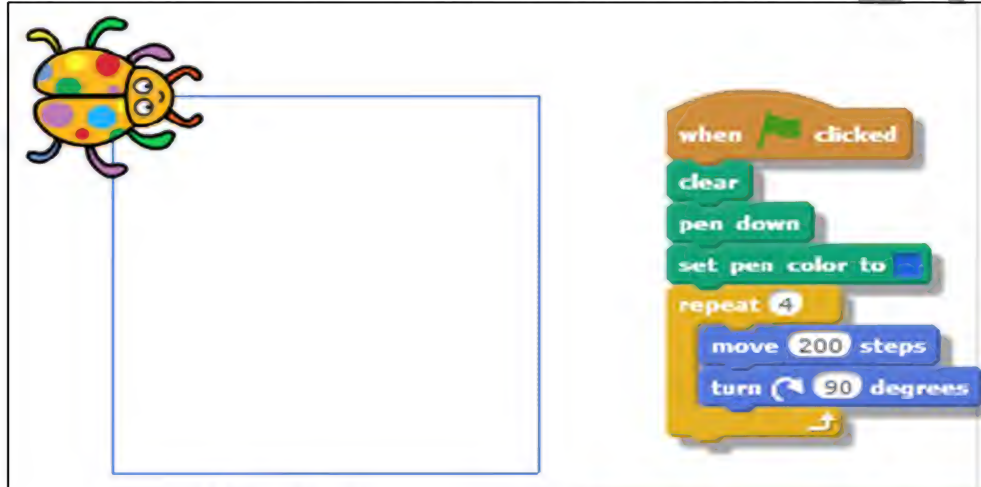 when clicked
clear
pen down
set pen color to
repeat 4
move 200 steps
turn 90 degrees